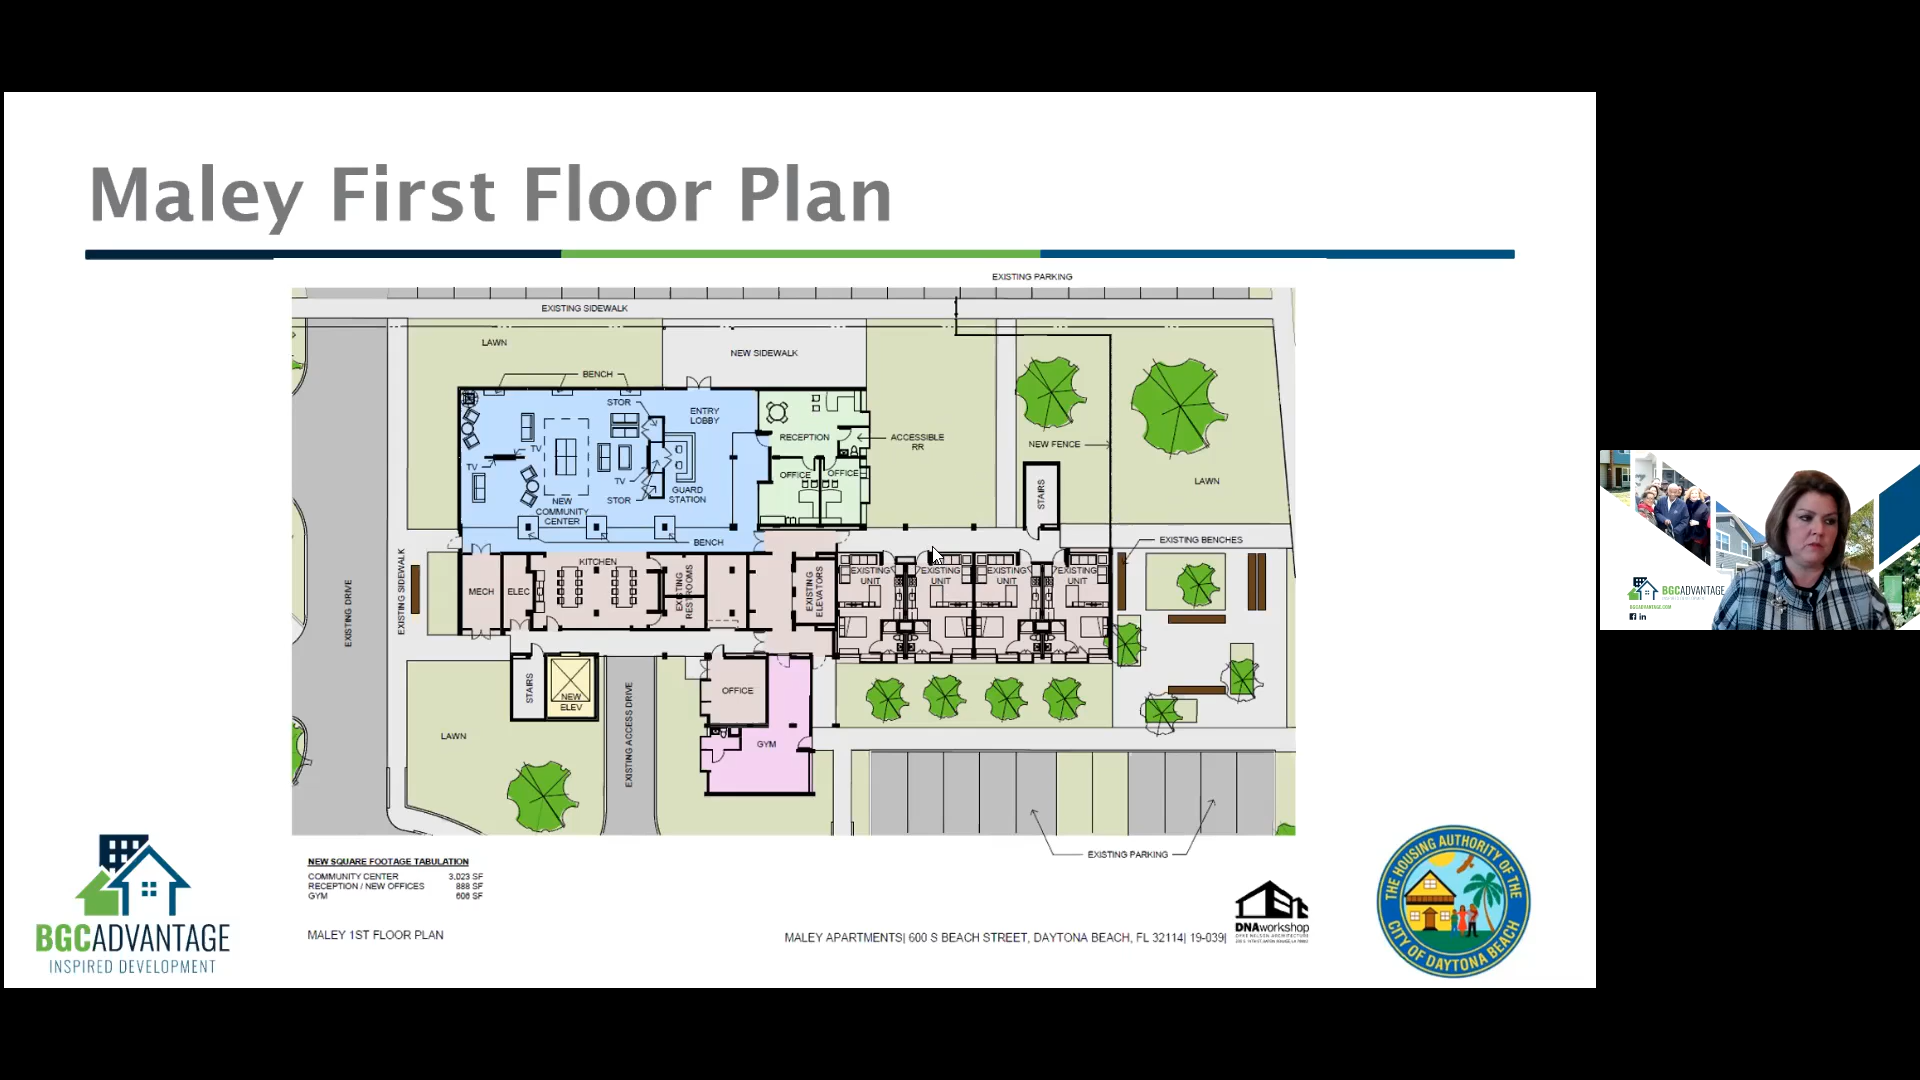 Maley First Floor Plan
EXISTING PARKING
EXISTING SIDEWALK
LAWN
NEW SIDEWALK
BENCH
STOR
ENTRY
LOBBY
RECEPTION
ACCESSIBLE
RR
NEW FENCE
TV
TV
TV
OFFICE
OFFICE
STAIRS
LAWN
GUARD
STATION
STOR
NEW
COMMUNITY
CENTER
BENCH
EXISTING BENCHES
EXISTING DRIVE
EXISTING SIDEWALK
MECH
ELEC
KITCHEN
EXISTING
RESTROOMS
EXISTING
ELEVATORS
EXISTING
UNIT
EXISTING
UNIT
EXISTING
UNIT
EXISTING
UNIT
STAIRS
NEW
ELEV
EXISTING ACCESS DRIVE
OFFICE
GYM
LAWN
EXISTING PARKING
NEW SQUARE FOOTAGE TABULATION
COMMUNITY CENTER 3,023 SF
RECEPTION / NEW OFFICES 888 SF
GYM 606 SF
MALEY 1ST FLOOR PLAN
MALEY APARTMENTS| 600 S BEACH STREET, DAYTONA BEACH, FL 32114| 19-039|
DNAworkshop
BGCADVANTAGE
INSPIRED DEVELOPMENT
THE HOUSING AUTHORITY OF THE
CITY OF DAYTONA BEACH
BGCADVANTAGE
BGCADVANTAGE.COM